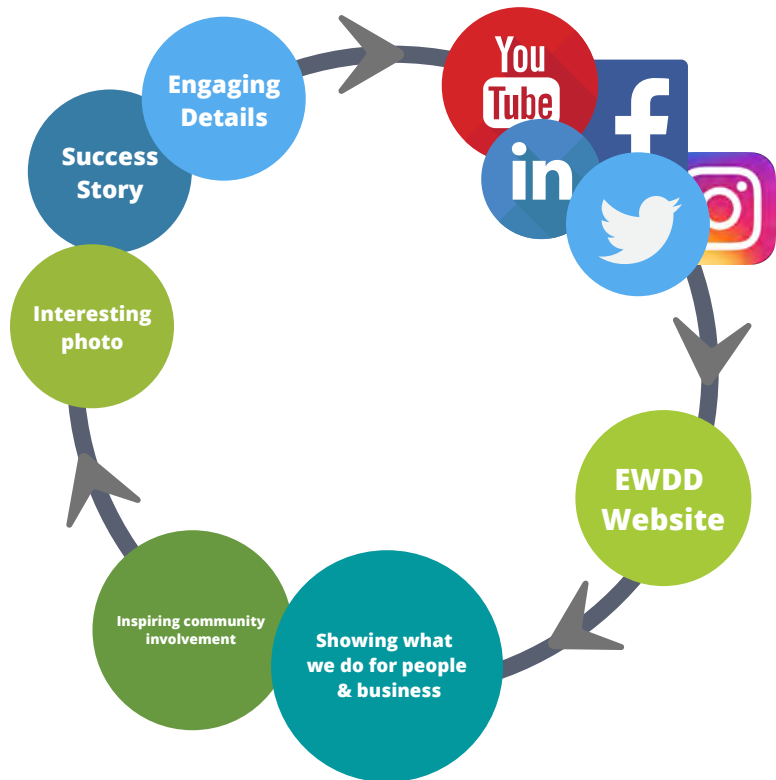 Engaging
Details
Success
Story
Interesting
photo
You
Tube
f
in
EWDD
Website
Showing what
we do for people
& business
Inspiring community
involvement